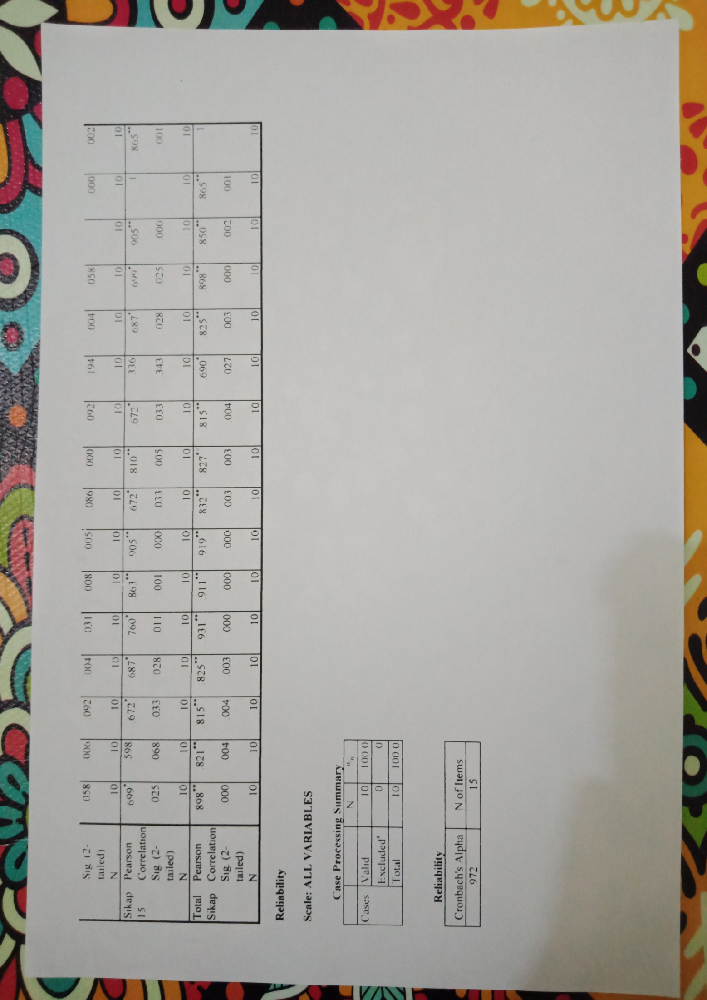 Sig. (2-tailed) 058 006 .092 004 031 008 005 086 000 092 194 004 058 000 002
N 10 10 10 10 10 10 10 10 10 10 10 10 10 10 10 10
Sikap 15 Pearson Correlation 699* 598 .672* .687* 760* 863** 905** .672* 810** 672* 336 687* 699* 905** 1 865**
Sig. (2-tailed) 025 068 .033 028 011 001 000 .033 .005 033 343 028 025 .000 001
N 10 10 10 10 10 10 10 10 10 10 10 10 10 10 10 10
Total Sikap Pearson Correlation 898** .821** .815** .825** 931** .911** .919** .832** 827** .815** .690* .825** .898** 850** 865** 1
Sig. (2-tailed) 000 004 .004 .003 000 000 .000 .003 003 .004 .027 003 .000 002 001
N 10 10 10 10 10 10 10 10 10 10 10 10 10 10 10 10
Reliability
Scale: ALL VARIABLES
Case Processing Summary
N %
Cases Valid 10 100 0
Excludedª 0 0
Total 10 100 0
Reliability
Cronbach's Alpha N of Items
.972 15